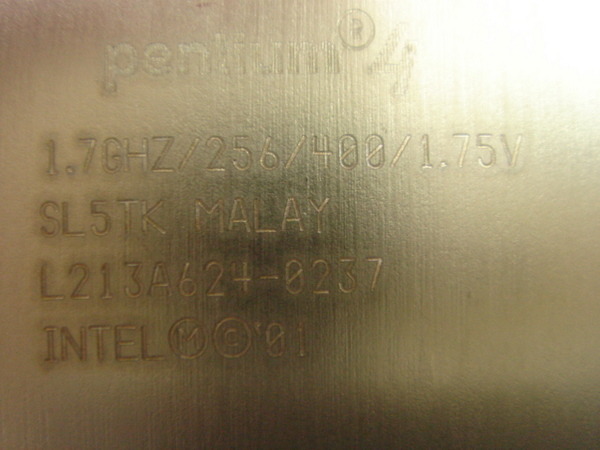 pentium® 4
1.7GHZ/256/400/1.75V
SL5TK MALAY
L213A624-0237
INTEL Ⓜ © '01